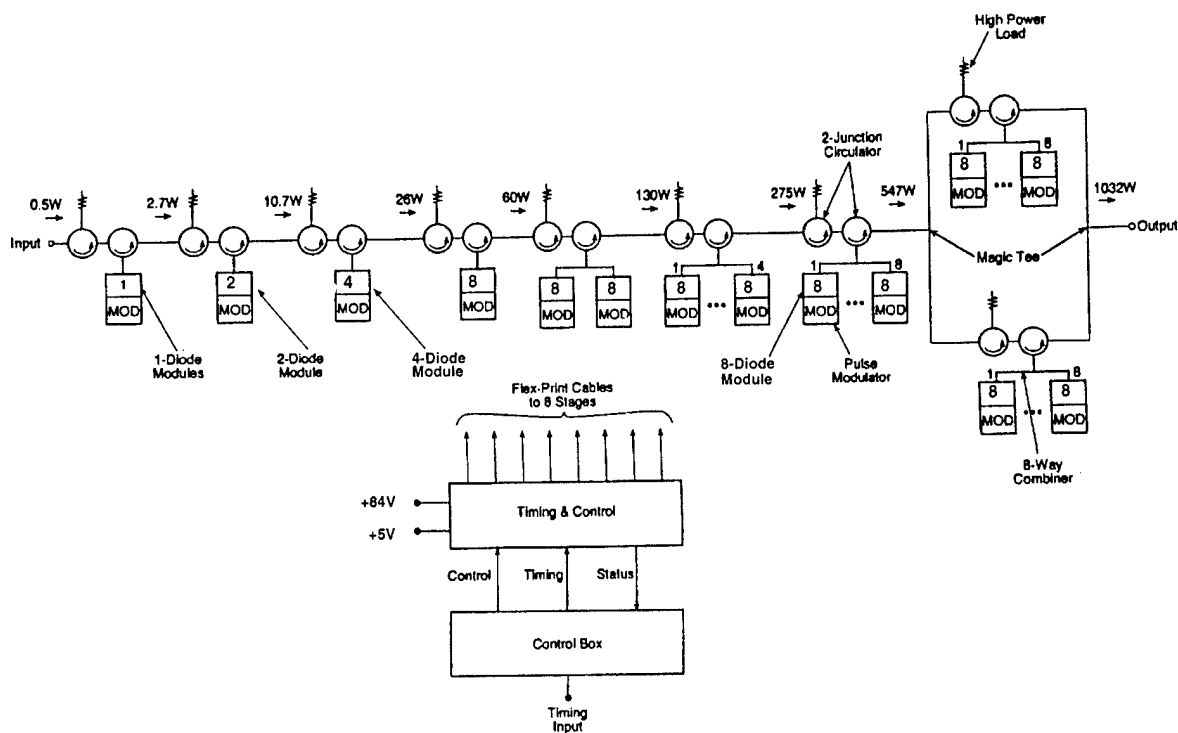 High Power
Load
2-Junction
Circulator
1 8
8 8
MOD ••• MOD
0.5W 2.7W 10.7W 26W 60W 130W 275W 547W 1032W
Input
Output
Magic Tee
1 2 4 8 8 8
MOD MOD MOD MOD MOD MOD
1 4
8 8
MOD ••• MOD
1 8
8 8
MOD ••• MOD
1-Diode
Modules
2-Diode
Module
4-Diode
Module
8-Diode
Module
Pulse
Modulator
1 8
8 8
MOD ••• MOD
8-Way
Combiner
Flex-Print Cables
to 8 Stages
+84V
+5V
Timing & Control
Control Timing Status
Control Box
Timing
Input